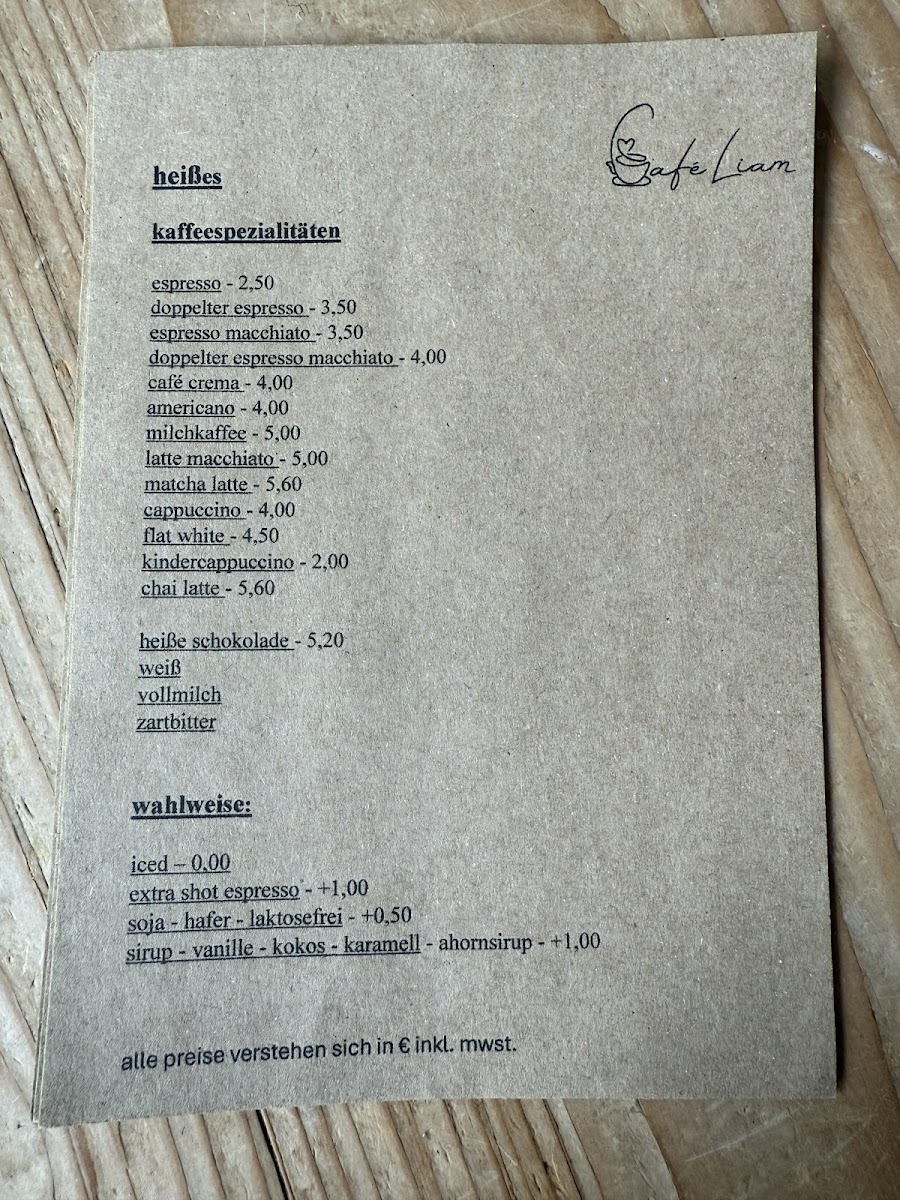 Café Liam
heißes
kaffeespezialitäten
espresso - 2,50
doppelter espresso - 3,50
espresso macchiato - 3,50
doppelter espresso macchiato - 4,00
café crema - 4,00
americano - 4,00
milchkaffee - 5,00
latte macchiato - 5,00
matcha latte - 5,60
cappuccino - 4,00
flat white - 4,50
kindercappuccino - 2,00
chai latte - 5,60
heiße schokolade - 5,20
weiß
vollmilch
zartbitter
wahlweise:
iced – 0,00
extra shot espresso - +1,00
soja - hafer - laktosefrei - +0,50
sirup - vanille - kokos - karamell - ahornsirup - +1,00
alle preise verstehen sich in € inkl. mwst.